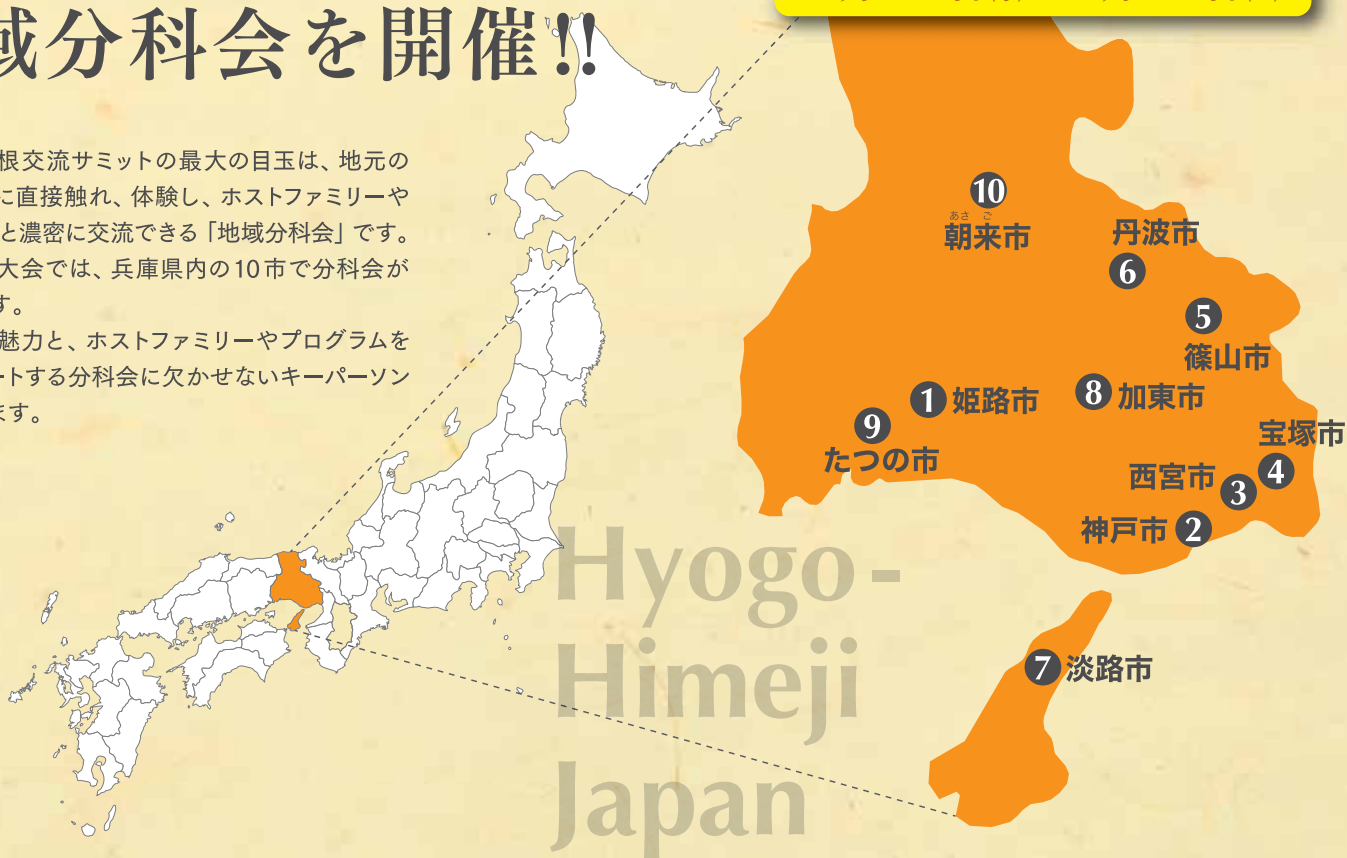 域分科会を開催!!
根交流サミットの最大の目玉は、地元の
に直接触れ、体験し、ホストファミリーや
と濃密に交流できる「地域分科会」です。
大会では、兵庫県内の10市で分科会が
す。
魅力と、ホストファミリーやプログラムを
ートする分科会に欠かせないキーパーソン
ます。
10
あさ ご
朝来市
丹波市
6
5
篠山市
1 姫路市
8 加東市
9
たつの市
宝塚市
4
西宮市
3
神戸市 2
7 淡路市
Hyogo-
Himeji
Japan